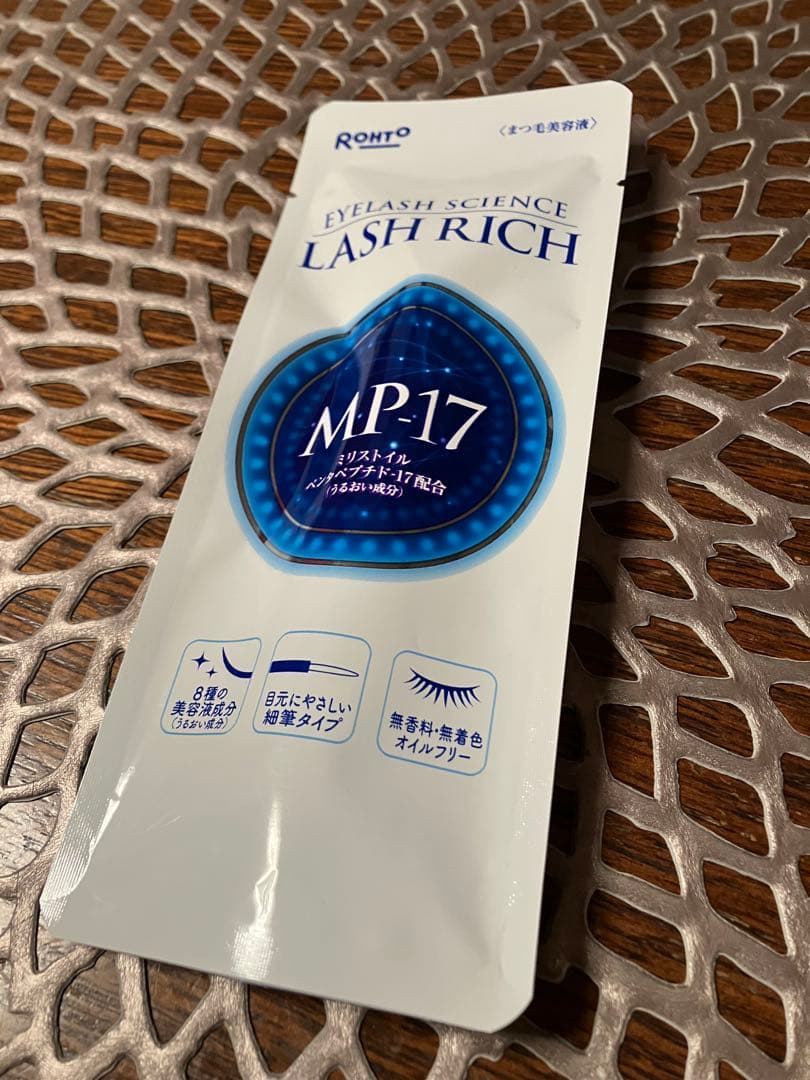 ROHTO
〈まつ毛美容液〉
EYELASH SCIENCE
LASH RICH
MP-17
ミリストイル
ペンタペプチド-17配合
(うるおい成分)
8種の
美容液成分
(うるおい成分)
目元にやさしい
細筆タイプ
無香料・無着色
オイルフリー